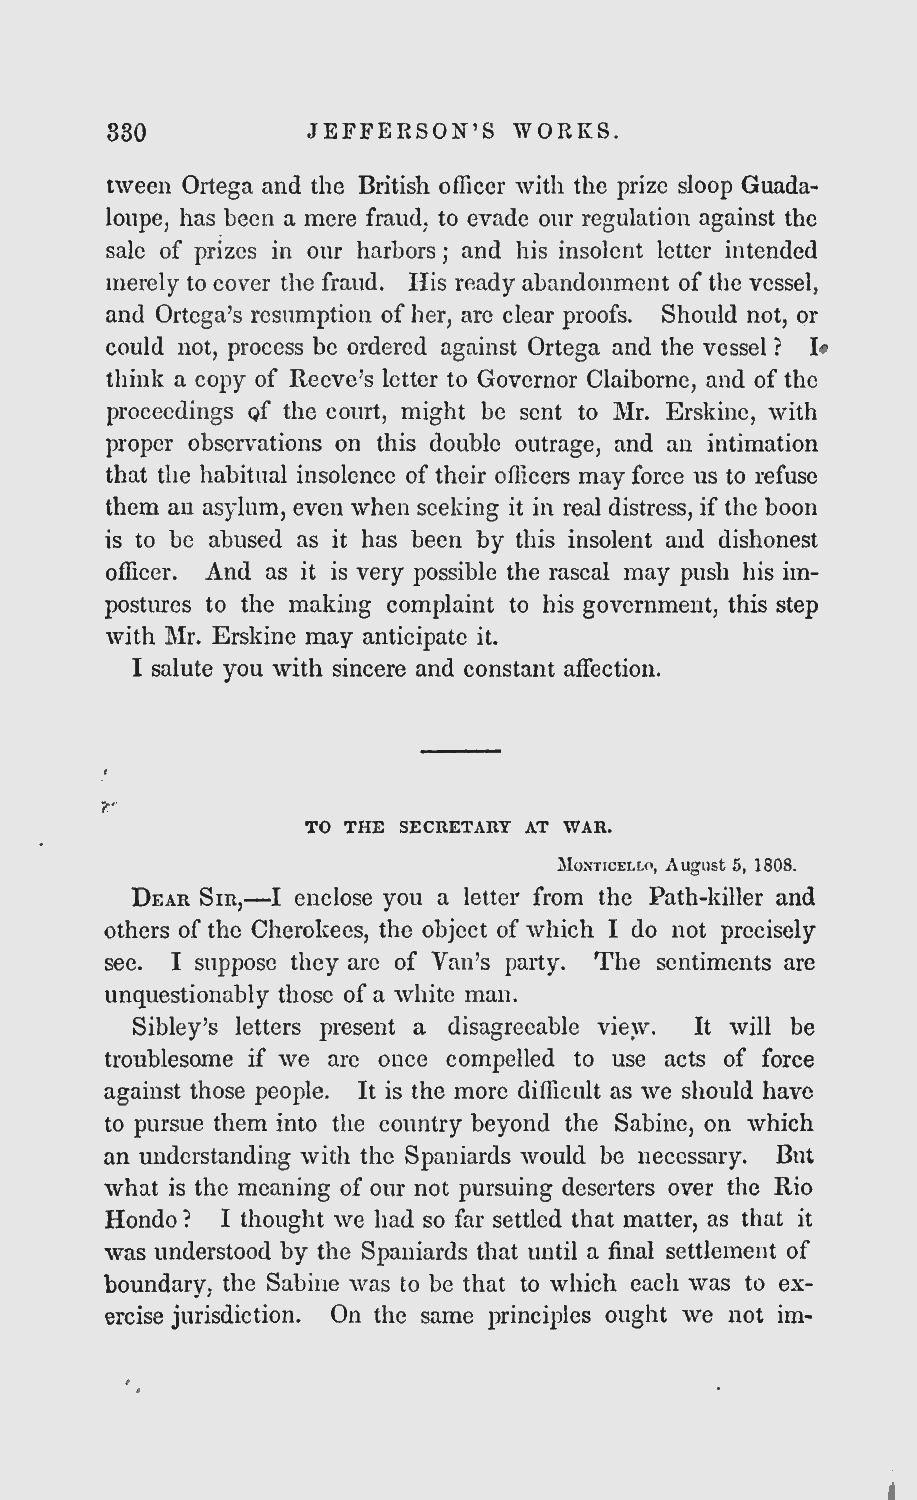 330 JEFFERSON'S WORKS.
tween Ortega and the British officer with the prize sloop Guada-
loupe, has been a mere fraud, to evade our regulation against the
sale of prizes in our harbors; and his insolent letter intended
merely to cover the fraud. His ready abandonment of the vessel,
and Ortega's resumption of her, are clear proofs. Should not, or
could not, process be ordered against Ortega and the vessel? I
think a copy of Reeve's letter to Governor Claiborne, and of the
proceedings of the court, might be sent to Mr. Erskine, with
proper observations on this double outrage, and an intimation
that the habitual insolence of their officers may force us to refuse
them an asylum, even when seeking it in real distress, if the boon
is to be abused as it has been by this insolent and dishonest
officer. And as it is very possible the rascal may push his im-
postures to the making complaint to his government, this step
with Mr. Erskine may anticipate it.
I salute you with sincere and constant affection.
TO THE SECRETARY AT WAR.
MONTICELLO, August 5, 1808.
DEAR SIR,—I enclose you a letter from the Path-killer and
others of the Cherokees, the object of which I do not precisely
see. I suppose they are of Van's party. The sentiments are
unquestionably those of a white man.
Sibley's letters present a disagreeable view. It will be
troublesome if we are once compelled to use acts of force
against those people. It is the more difficult as we should have
to pursue them into the country beyond the Sabine, on which
an understanding with the Spaniards would be necessary. But
what is the meaning of our not pursuing deserters over the Rio
Hondo? I thought we had so far settled that matter, as that it
was understood by the Spaniards that until a final settlement of
boundary, the Sabine was to be that to which each was to ex-
ercise jurisdiction. On the same principles ought we not im-